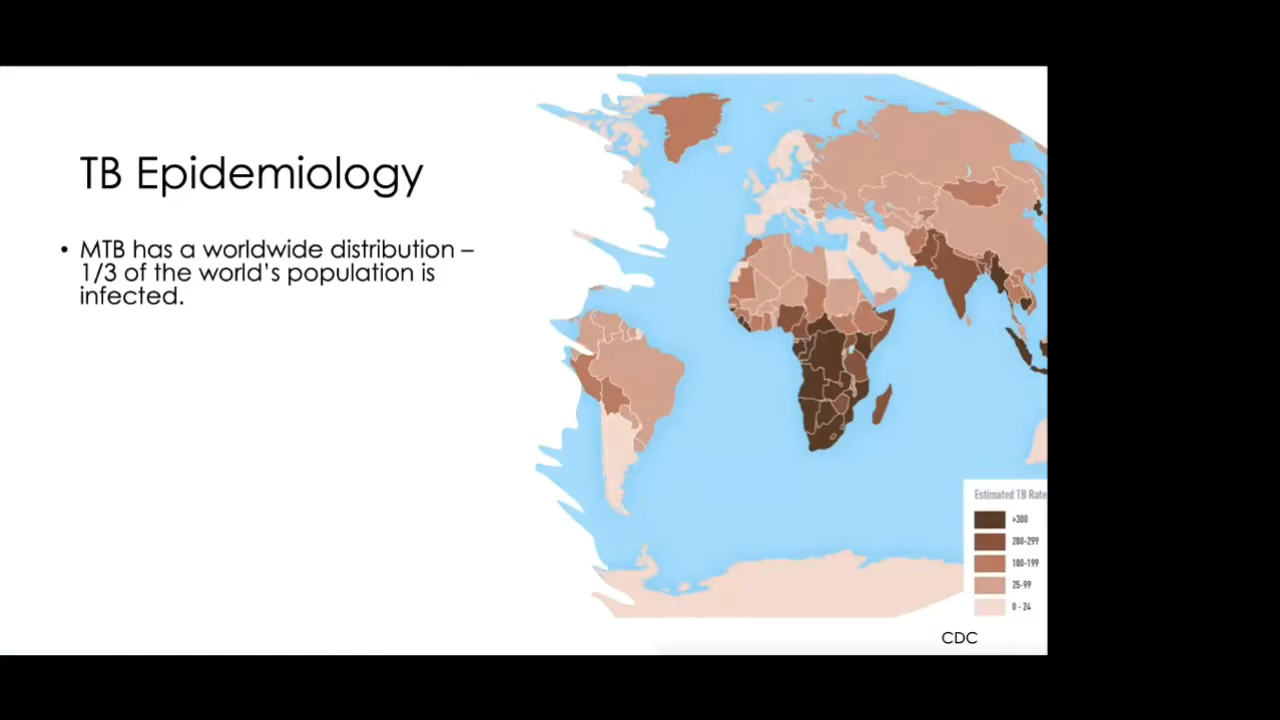 TB Epidemiology
• MTB has a worldwide distribution –
1/3 of the world's population is
infected.
Estimated TB Rate
>300
200-299
100-199
25-99
0 - 24
CDC